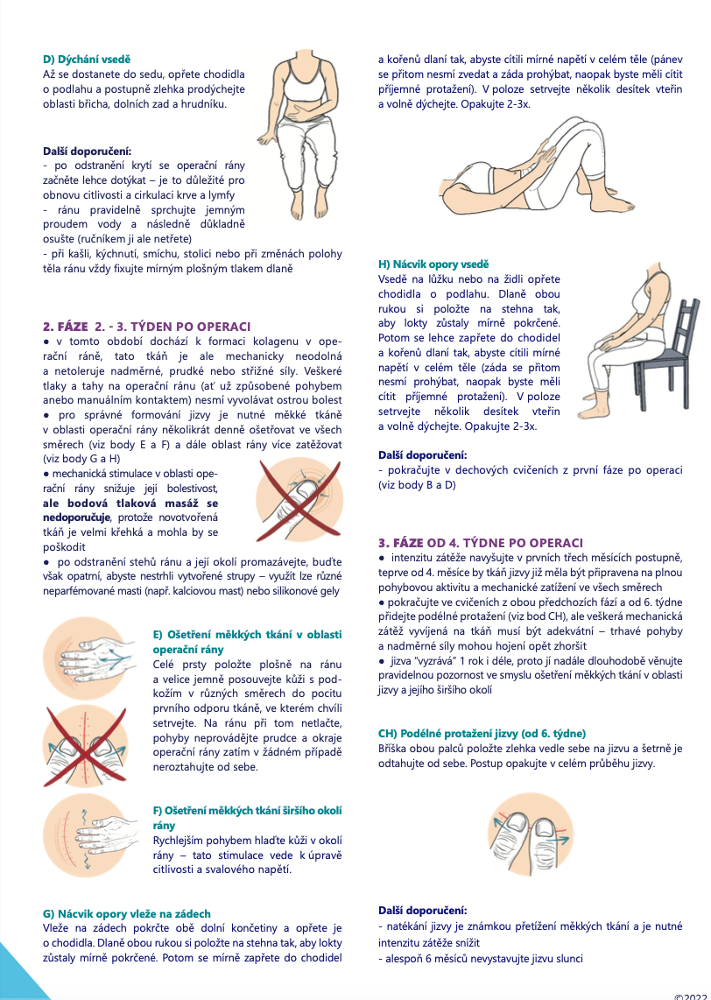 D) Dýchání vsedě
Až se dostanete do sedu, opřete chodidla
o podlahu a postupně zlehka prodýchejte
oblasti břicha, dolních zad a hrudníku.
Další doporučení:
- po odstranění krytí se operační rány
začněte lehce dotýkat – je to důležité pro
obnovu citlivosti a cirkulaci krve a lymfy
- ránu pravidelně sprchujte jemným
proudem vody a následně důkladně
osušte (ručníkem ji ale netřete)
- při kašli, kýchnutí, smíchu, stolici nebo při změnách polohy
těla ránu vždy fixujte mírným plošným tlakem dlaně
2. FÁZE 2. - 3. TÝDEN PO OPERACI
● v tomto období dochází k formaci kolagenu v ope-
rační ráně, tato tkáň je ale mechanicky neodolná
a netoleruje nadměrné, prudké nebo střižné síly. Veškeré
tlaky a tahy na operační ránu (ať už způsobené pohybem
anebo manuálním kontaktem) nesmí vyvolávat ostrou bolest
● pro správné formování jizvy je nutné měkké tkáně
v oblasti operační rány několikrát denně ošetřovat ve všech
směrech (viz body E a F) a dále oblast rány více zatěžovat
(viz body G a H)
● mechanická stimulace v oblasti ope-
rační rány snižuje její bolestivost,
ale bodová tlaková masáž se
nedoporučuje, protože novotvořená
tkáň je velmi křehká a mohla by se
poškodit
● po odstranění stehů ránu a její okolí promazávejte, buďte
však opatrní, abyste nestrhli vytvořené strupy – využít lze různé
neparfémované masti (např. kalciovou mast) nebo silikonové gely
E) Ošetření měkkých tkání v oblasti
operační rány
Celé prsty položte plošně na ránu
a velice jemně posouvejte kůži s pod-
kožím v různých směrech do pocitu
prvního odporu tkáně, ve kterém chvíli
setrvejte. Na ránu při tom netlačte,
pohyby neprovádějte prudce a okraje
operační rány zatím v žádném případě
neroztahujte od sebe.
F) Ošetření měkkých tkání širšího okolí
rány
Rychlejším pohybem hlaďte kůži v okolí
rány – tato stimulace vede k úpravě
citlivosti a svalového napětí.
G) Nácvik opory vleže na zádech
Vleže na zádech pokrčte obě dolní končetiny a opřete je
o chodidla. Dlaně obou rukou si položte na stehna tak, aby lokty
zůstaly mírně pokrčené. Potom se mírně zapřete do chodidel
a kořenů dlaní tak, abyste cítili mírné napětí v celém těle (pánev
se přitom nesmí zvedat a záda prohýbat, naopak byste měli cítit
příjemné protažení). V poloze setrvejte několik desítek vteřin
a volně dýchejte. Opakujte 2-3x.
H) Nácvik opory vsedě
Vsedě na lůžku nebo na židli opřete
chodidla o podlahu. Dlaně obou
rukou si položte na stehna tak,
aby lokty zůstaly mírně pokrčené.
Potom se lehce zapřete do chodidel
a kořenů dlaní tak, abyste cítili mírné
napětí v celém těle (záda se přitom
nesmí prohýbat, naopak byste měli
cítit příjemné protažení). V poloze
setrvejte několik desítek vteřin
a volně dýchejte. Opakujte 2-3x.
Další doporučení:
- pokračujte v dechových cvičeních z první fáze po operaci
(viz body B a D)
3. FÁZE OD 4. TÝDNE PO OPERACI
● intenzitu zátěže navyšujte v prvních třech měsících postupně,
teprve od 4. měsíce by tkáň jizvy již měla být připravena na plnou
pohybovou aktivitu a mechanické zatížení ve všech směrech
● pokračujte ve cvičeních z obou předchozích fází a od 6. týdne
přidejte podélné protažení (viz bod CH), ale veškerá mechanická
zátěž vyvíjená na tkáň musí být adekvátní – trhavé pohyby
a nadměrné síly mohou hojení opět zhoršit
● jizva “vyzrává” 1 rok i déle, proto jí nadále dlouhodobě věnujte
pravidelnou pozornost ve smyslu ošetření měkkých tkání v oblasti
jizvy a jejího širšího okolí
CH) Podélné protažení jizvy (od 6. týdne)
Bříška obou palců položte zlehka vedle sebe na jizvu a šetrně je
odtahujte od sebe. Postup opakujte v celém průběhu jizvy.
Další doporučení:
- natékání jizvy je známkou přetížení měkkých tkání a je nutné
intenzitu zátěže snížit
- alespoň 6 měsíců nevystavujte jizvu slunci
©2022